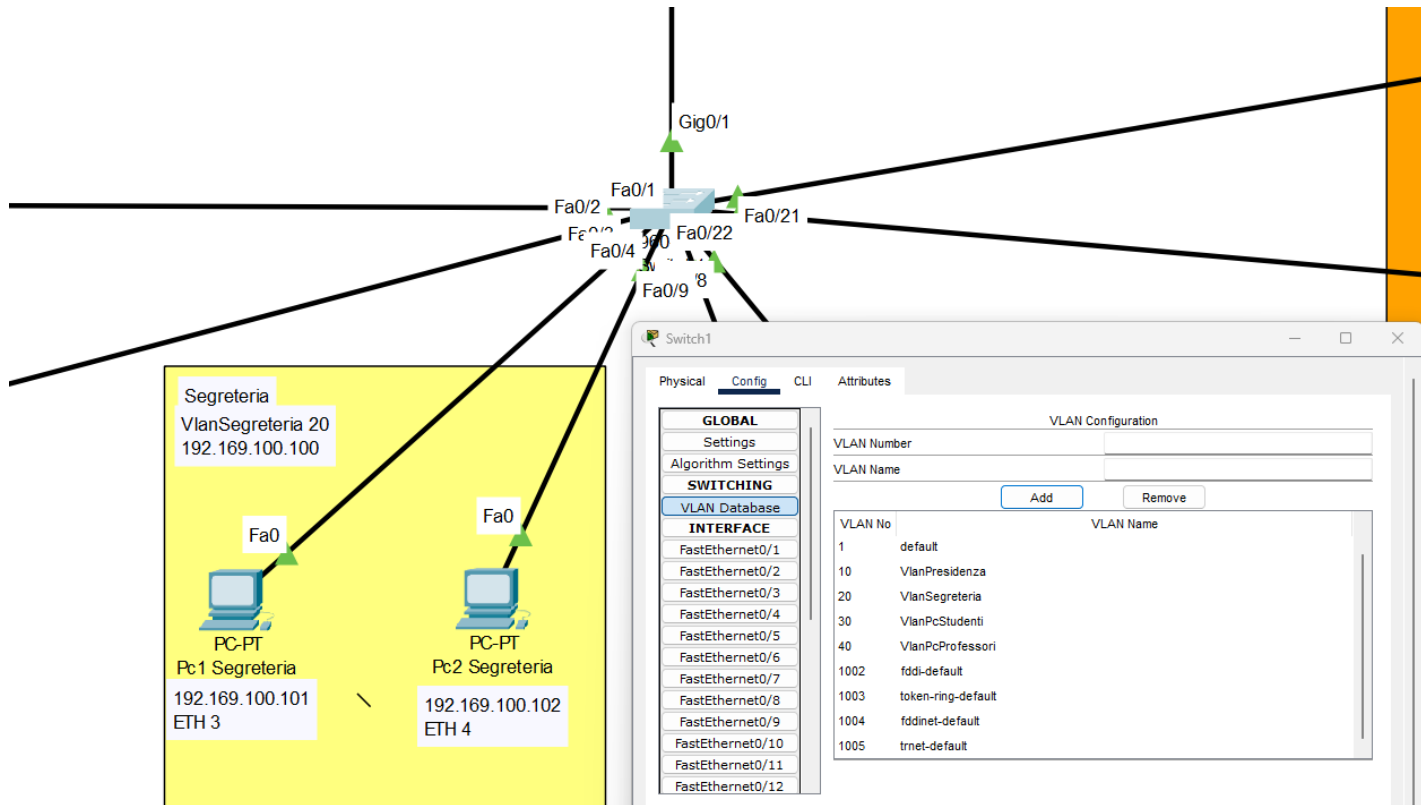 Gig0/1
Fa0/1
Fa0/2
Fa0/21
Fa0/22
Fa0/4
Fa0/9
Segreteria
VlanSegreteria 20
192.169.100.100
Fa0
Fa0
PC-PT
Pc1 Segreteria
192.169.100.101
ETH 3
PC-PT
Pc2 Segreteria
192.169.100.102
ETH 4
Switch1
Physical Config CLI Attributes
GLOBAL
Settings
Algorithm Settings
SWITCHING
VLAN Database
INTERFACE
FastEthernet0/1
FastEthernet0/2
FastEthernet0/3
FastEthernet0/4
FastEthernet0/5
FastEthernet0/6
FastEthernet0/7
FastEthernet0/8
FastEthernet0/9
FastEthernet0/10
FastEthernet0/11
FastEthernet0/12
VLAN Configuration
VLAN Number
VLAN Name
Add Remove
VLAN No VLAN Name
1 default
10 VlanPresidenza
20 VlanSegreteria
30 VlanPcStudenti
40 VlanPcProfessori
1002 fddi-default
1003 token-ring-default
1004 fddinet-default
1005 trnet-default